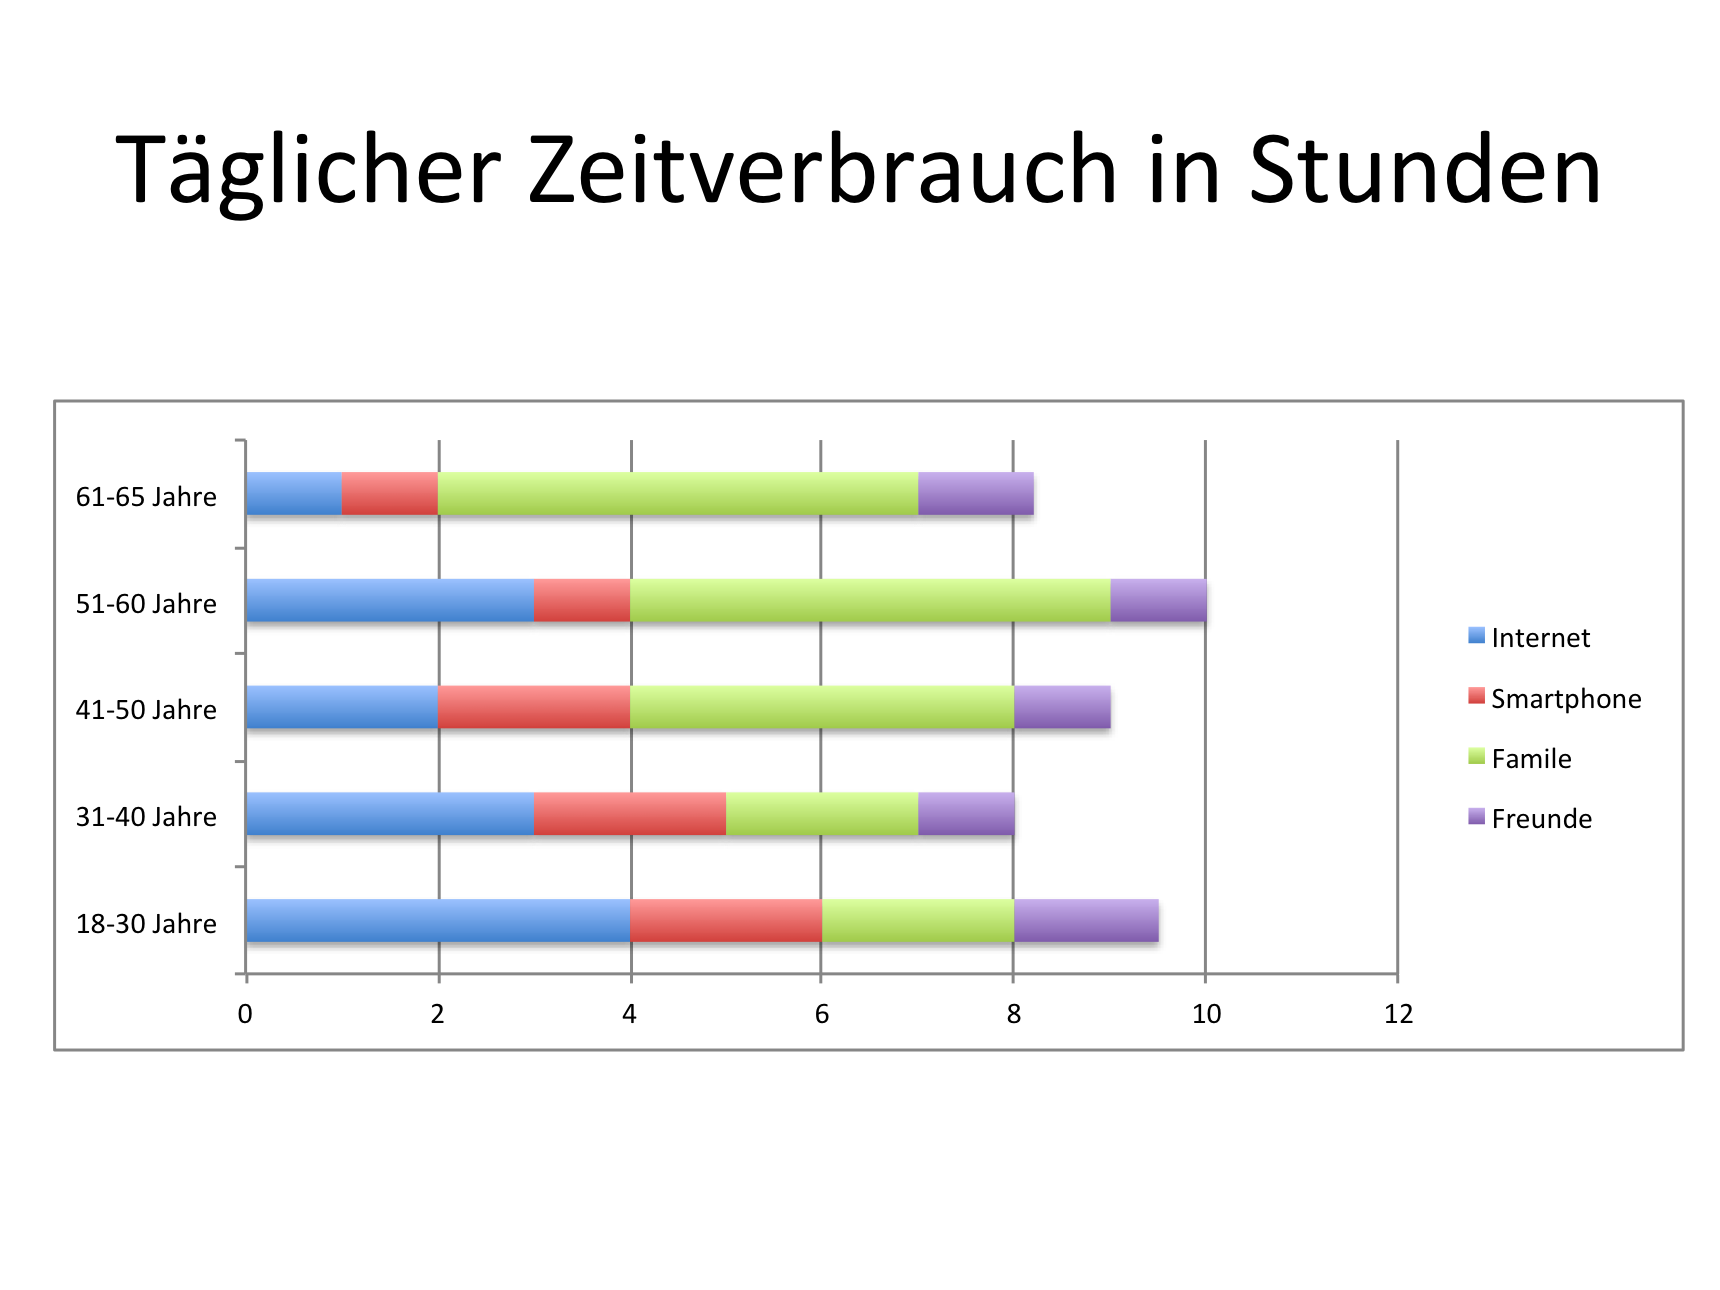 Täglicher Zeitverbrauch in Stunden
61-65 Jahre
51-60 Jahre
41-50 Jahre
31-40 Jahre
18-30 Jahre
0 2 4 6 8 10 12
Internet
Smartphone
Famile
Freunde